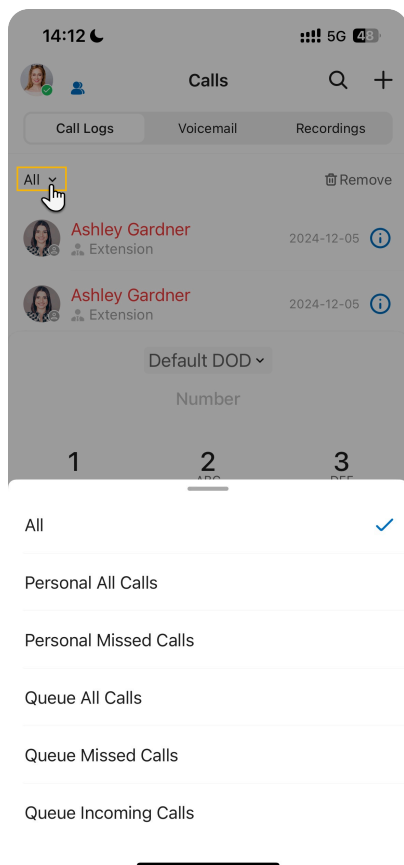 14:12 5G 48
Calls
Call Logs Voicemail Recordings
All Remove
Ashley Gardner
Extension 2024-12-05
Ashley Gardner
Extension 2024-12-05
Default DOD
Number
1 2 3
ABC DEF
All
Personal All Calls
Personal Missed Calls
Queue All Calls
Queue Missed Calls
Queue Incoming Calls